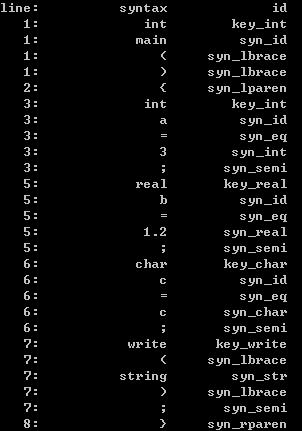 line: syntax id
1: int key_int
1: main syn_id
1: ( syn_lbrace
1: ) syn_lbrace
2: { syn_lparen
3: int key_int
3: a syn_id
3: = syn_eq
3: 3 syn_int
3: ; syn_semi
5: real key_real
5: b syn_id
5: = syn_eq
5: 1.2 syn_real
5: ; syn_semi
6: char key_char
6: c syn_id
6: = syn_eq
6: c syn_char
6: ; syn_semi
7: write key_write
7: ( syn_lbrace
7: string syn_str
7: ) syn_lbrace
7: ; syn_semi
8: } syn_rparen